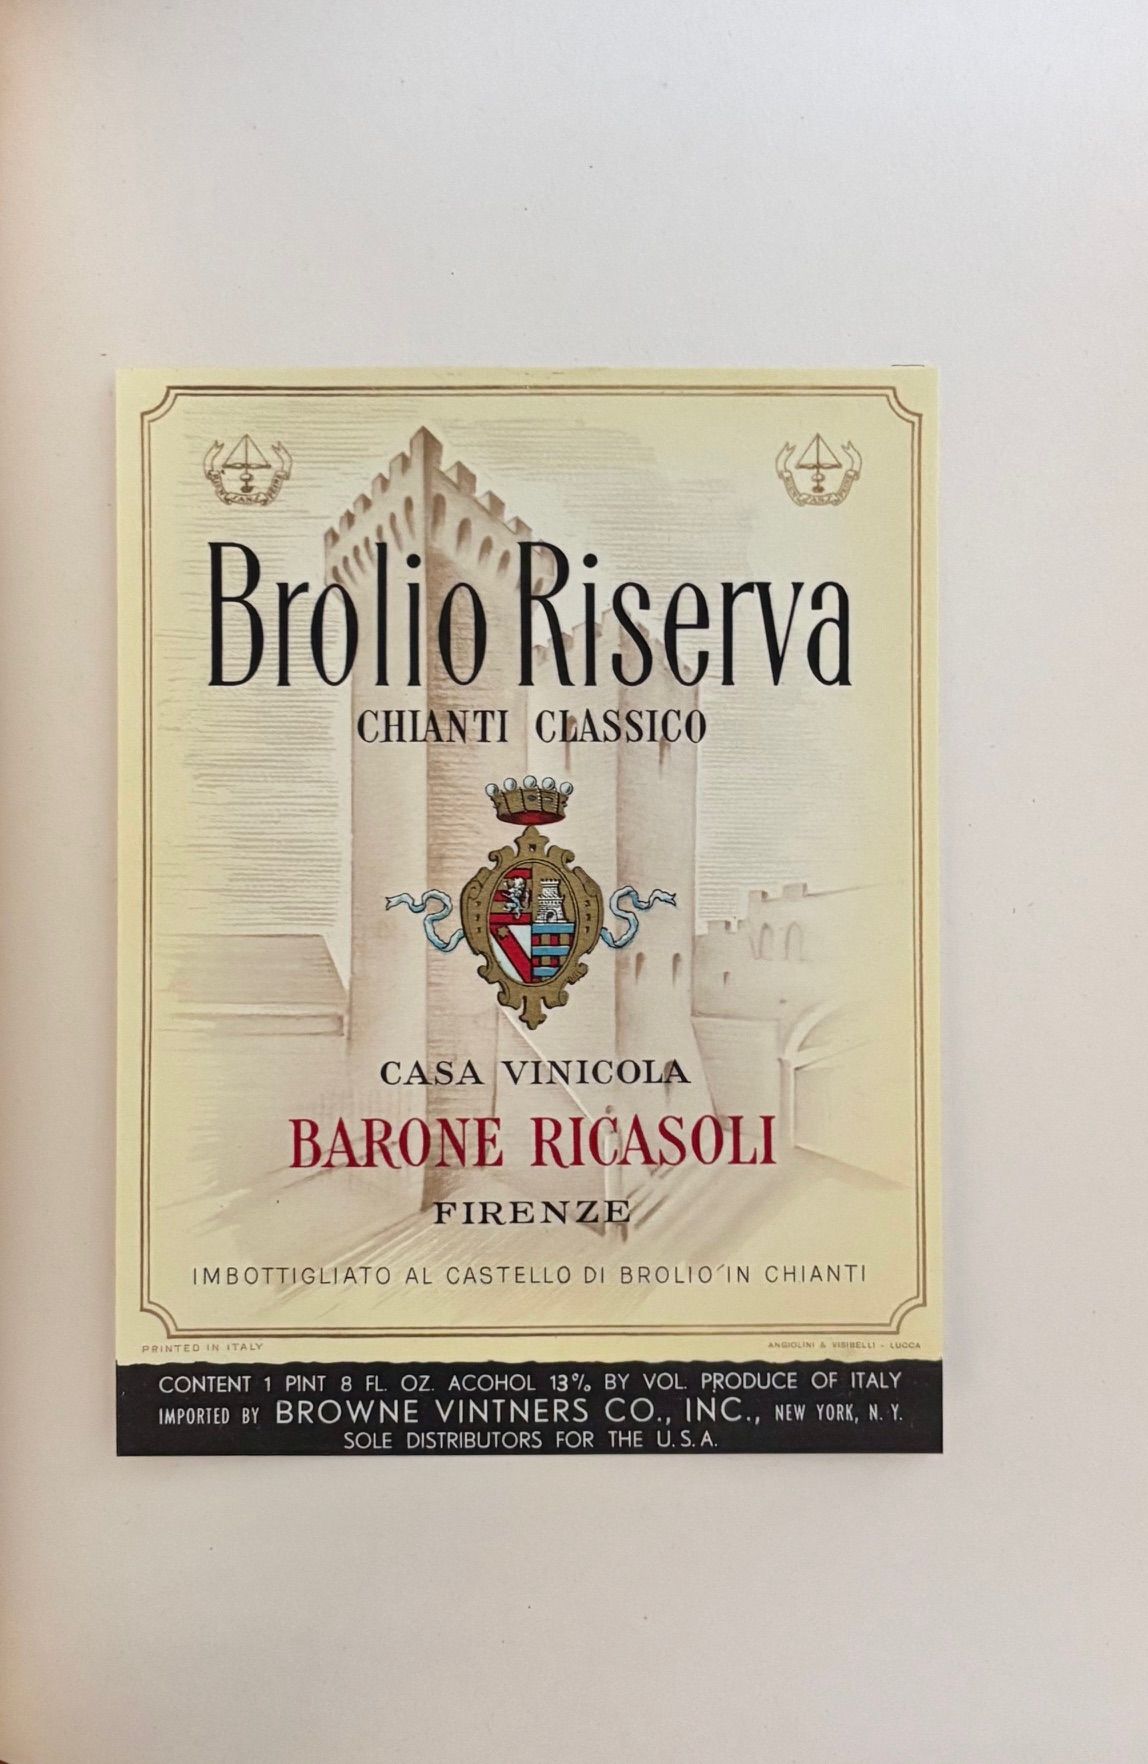 Brolio Riserva
CHIANTI CLASSICO
CASA VINICOLA
BARONE RICASOLI
FIRENZE
IMBOTTIGLIATO AL CASTELLO DI BROLIO IN CHIANTI
PRINTED IN ITALY
ANGIOLINI & VISIBELLI - LUCCA
CONTENT 1 PINT 8 FL. OZ. ACOHOL 13% BY VOL. PRODUCE OF ITALY
IMPORTED BY BROWNE VINTNERS CO., INC., NEW YORK, N.Y.
SOLE DISTRIBUTORS FOR THE U.S.A.